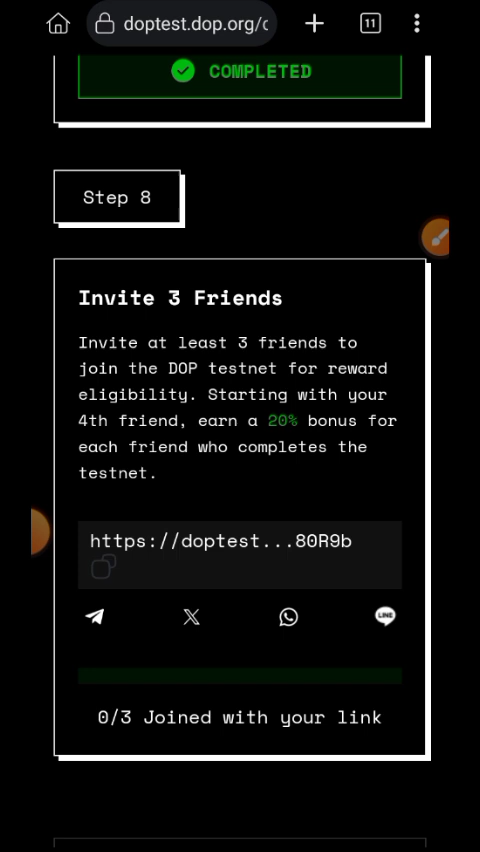 doptest.dop.org/
11
COMPLETED
Step 8
Invite 3 Friends
Invite at least 3 friends to
join the DOP testnet for reward
eligibility. Starting with your
4th friend, earn a 20% bonus for
each friend who completes the
testnet.
https://doptest...80R9b
LINE
0/3 Joined with your link